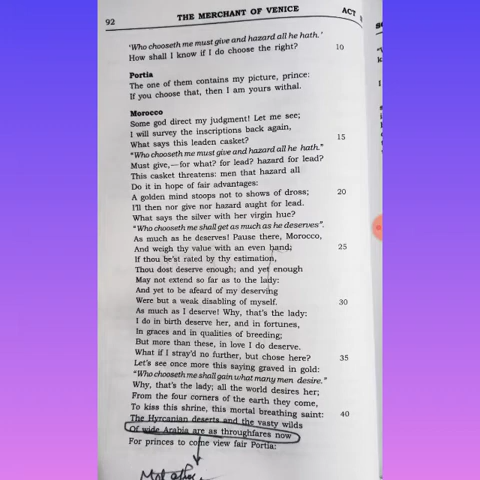 92
THE MERCHANT OF VENICE
ACT
'Who chooseth me must give and hazard all he hath.'
How shall I know if I do choose the right? 10
Portia
The one of them contains my picture, prince:
If you choose that, then I am yours withal.
Morocco
Some god direct my judgment! Let me see;
I will survey the inscriptions back again,
What says this leaden casket? 15
"Who chooseth me must give and hazard all he hath."
Must give,—for what? for lead? hazard for lead?
This casket threatens: men that hazard all
Do it in hope of fair advantages:
A golden mind stoops not to shows of dross; 20
I'll then nor give nor hazard aught for lead.
What says the silver with her virgin hue?
"Who chooseth me shall get as much as he deserves".
As much as he deserves! Pause there, Morocco,
And weigh thy value with an even hand; 25
If thou be'st rated by thy estimation,
Thou dost deserve enough; and yet enough
May not extend so far as to the lady:
And yet to be afeard of my deserving
Were but a weak disabling of myself. 30
As much as I deserve! Why, that's the lady:
I do in birth deserve her, and in fortunes,
In graces and in qualities of breeding;
But more than these, in love I do deserve.
What if I stray'd no further, but chose here? 35
Let's see once more this saying graved in gold:
"Who chooseth me shall gain what many men desire."
Why, that's the lady; all the world desires her;
From the four corners of the earth they come,
To kiss this shrine, this mortal breathing saint: 40
The Hyrcanian deserts and the vasty wilds
Of wide Arabia are as throughfares now
For princes to come view fair Portia: